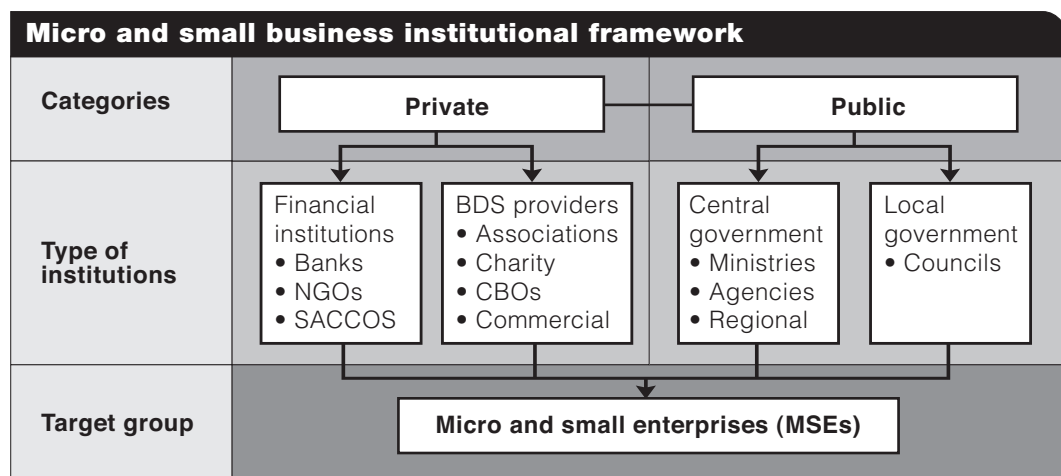 Micro and small business institutional framework
Categories
Private
Public
Type of
institutions
Financial
institutions
• Banks
• NGOs
• SACCOS
BDS providers
• Associations
• Charity
• CBOs
• Commercial
Central
government
• Ministries
• Agencies
• Regional
Local
government
• Councils
Target group
Micro and small enterprises (MSEs)